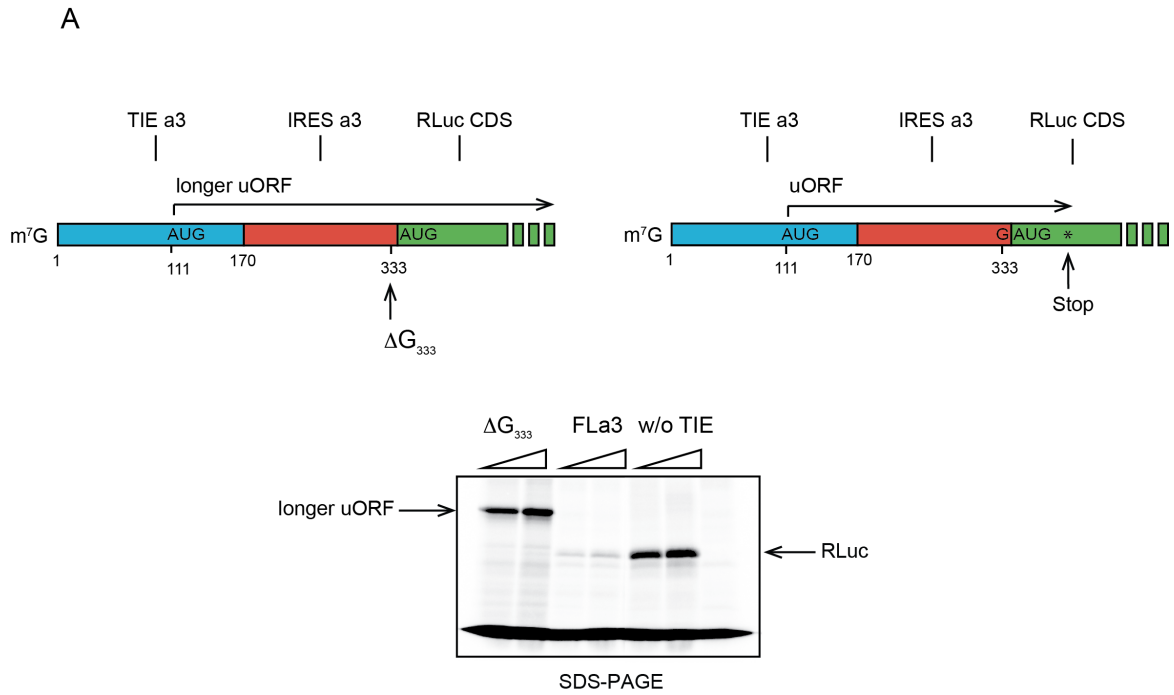 A
TIE a3 IRES a3 RLuc CDS
longer uORF
m⁷G AUG AUG
1 111 170 333
ΔG₃₃₃
TIE a3 IRES a3 RLuc CDS
uORF
m⁷G AUG G AUG *
1 111 170 333
Stop
ΔG₃₃₃ FLa3 w/o TIE
longer uORF
RLuc
SDS-PAGE